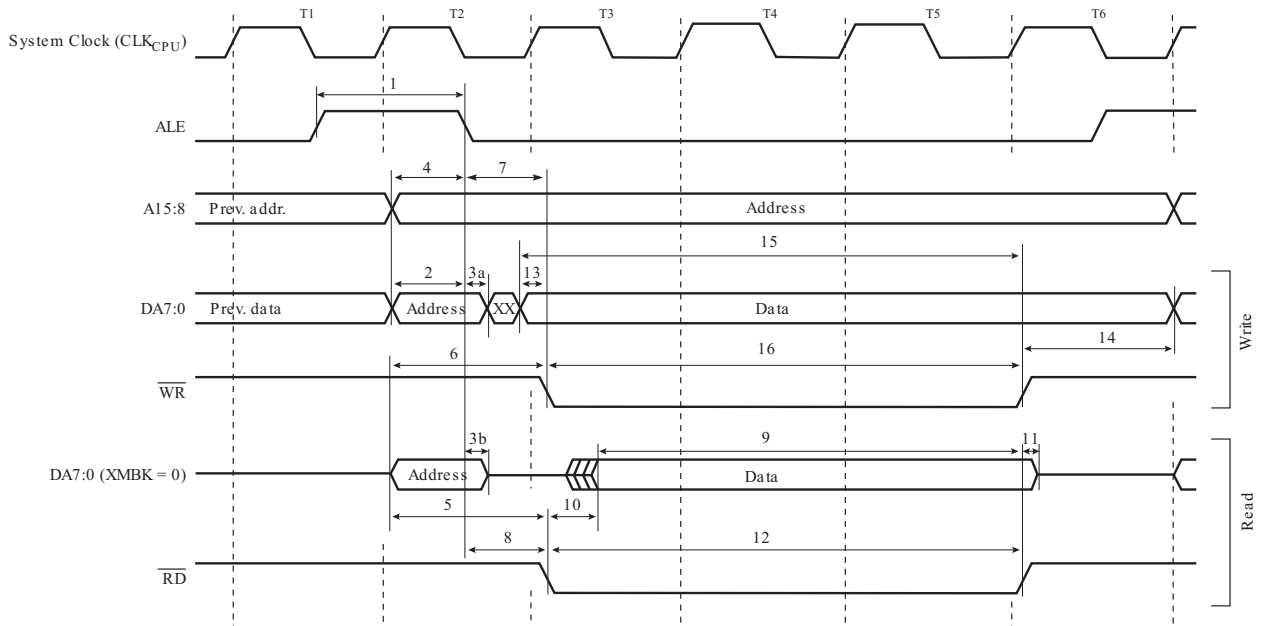 T1 T2 T3 T4 T5 T6
System Clock (CLKCPU)
1
ALE
4 7
A15:8 Prev. addr. Address
15
2 3a 13
DA7:0 Prev. data Address XX Data
Write
14
6 16
WR
3b 9 11
DA7:0 (XMBK = 0) Address Data
Read
5 10
8 12
RD